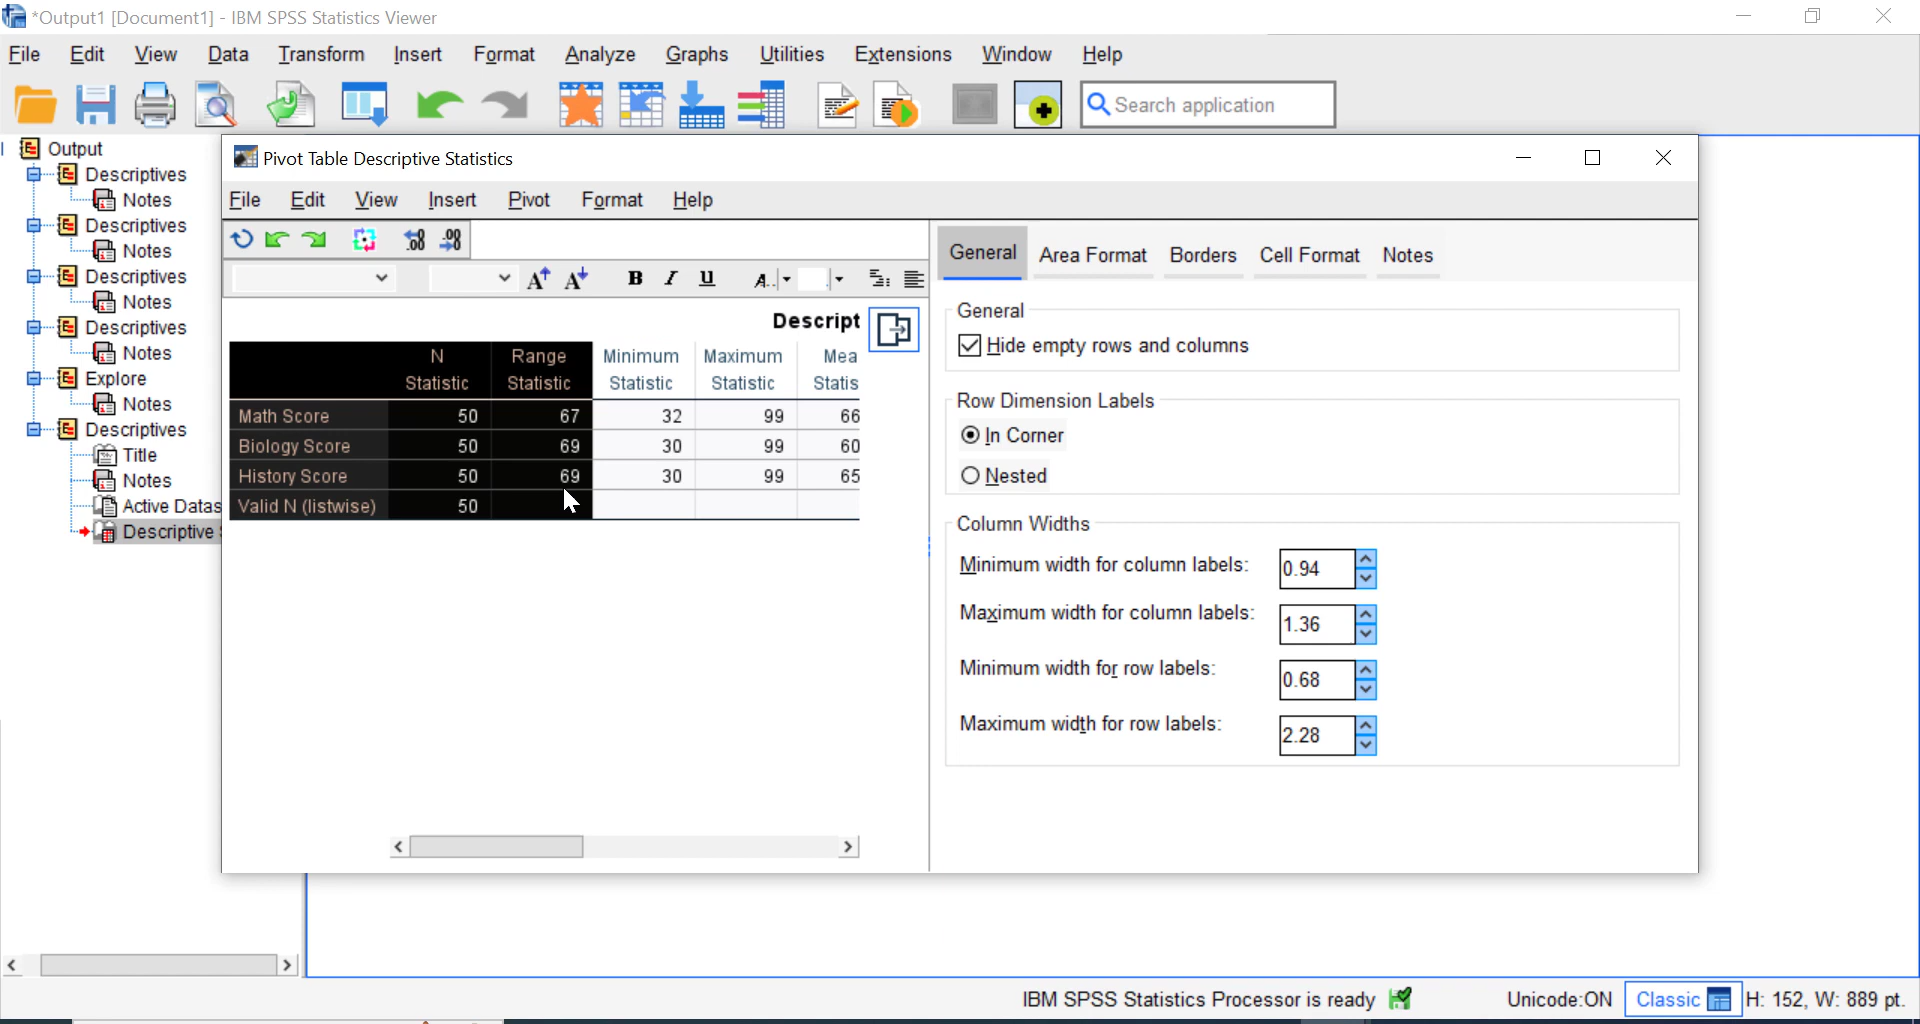 *Output1 [Document1] - IBM SPSS Statistics Viewer
File Edit View Data Transform Insert Format Analyze Graphs Utilities Extensions Window Help
Search application
Output
Descriptives
Notes
Descriptives
Notes
Descriptives
Notes
Descriptives
Notes
Explore
Notes
Descriptives
Title
Notes
Active Datas
Descriptive
Pivot Table Descriptive Statistics
File Edit View Insert Pivot Format Help
B I U A..
Descript
N Range Minimum Maximum Mea
Statistic Statistic Statistic Statistic Statis
Math Score 50 67 32 99 66
Biology Score 50 69 30 99 60
History Score 50 69 30 99 65
Valid N (listwise) 50
General Area Format Borders Cell Format Notes
General
Hide empty rows and columns
Row Dimension Labels
In Corner
Nested
Column Widths
Minimum width for column labels: 0.94
Maximum width for column labels: 1.36
Minimum width for row labels: 0.68
Maximum width for row labels: 2.28
IBM SPSS Statistics Processor is ready Unicode:ON Classic H: 152, W: 889 pt.